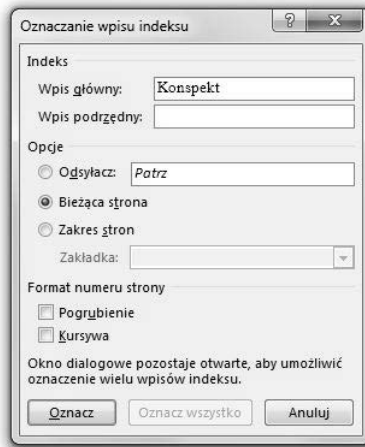 Oznaczanie wpisu indeksu
Indeks
Wpis główny: Konspekt
Wpis podrzędny:
Opcje
Odsyłacz: Patrz
Bieżąca strona
Zakres stron
Zakładka:
Format numeru strony
Pogrubienie
Kursywa
Okno dialogowe pozostaje otwarte, aby umożliwić
oznaczenie wielu wpisów indeksu.
Oznacz Oznacz wszystko Anuluj